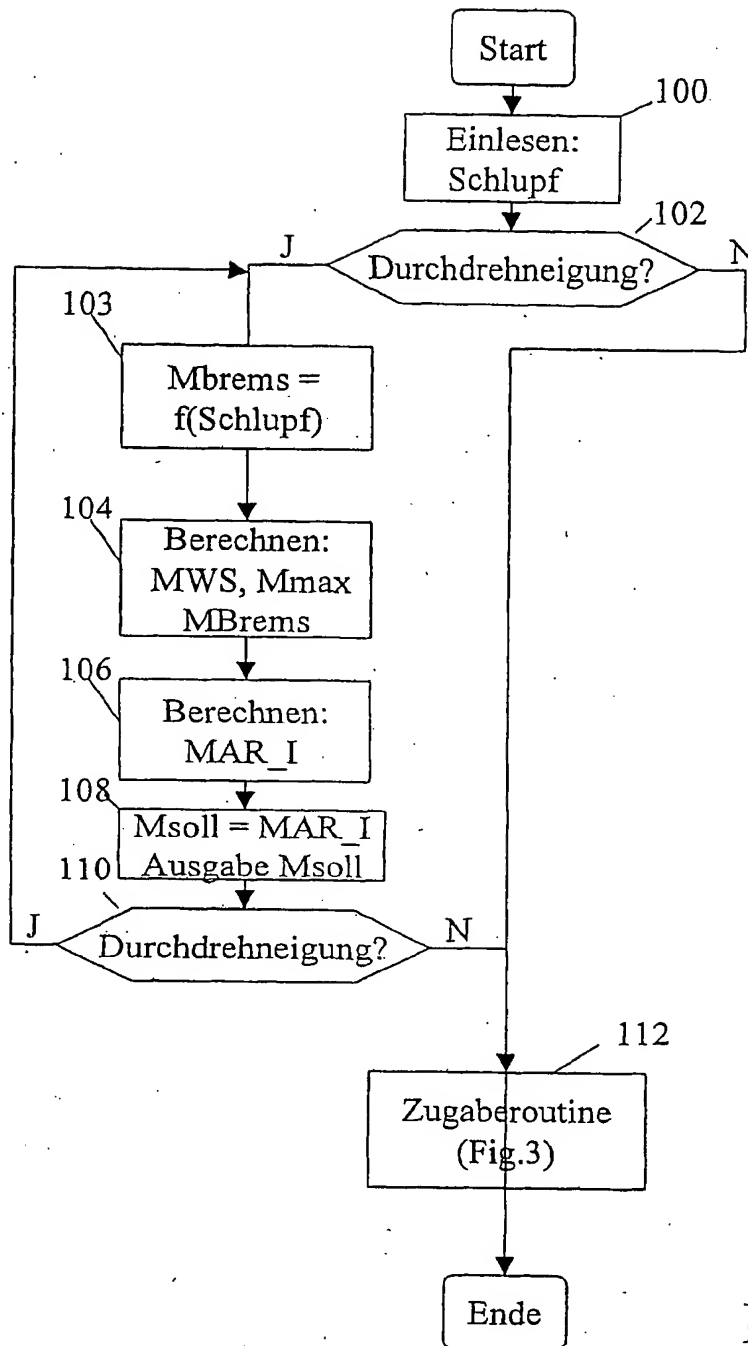 Start
100
Einlesen:
Schlupf
102
J
Durchdrehneigung?
N
103
Mbrems =
f(Schlupf)
104
Berechnen:
MWS, Mmax
MBrems
106
Berechnen:
MAR_I
108
Msoll = MAR_I
Ausgabe Msoll
110
J
Durchdrehneigung?
N
112
Zugaberoutine
(Fig.3)
Ende